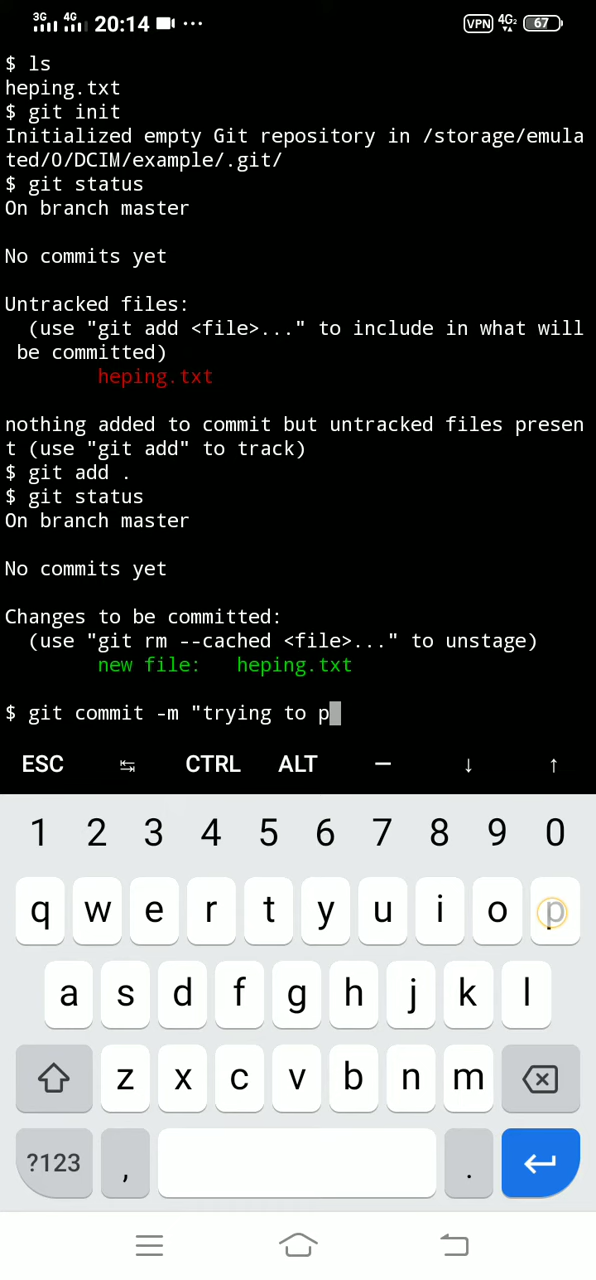 3G 4G 20:14 ··· VPN 4G2 67
$ ls
heping.txt
$ git init
Initialized empty Git repository in /storage/emula
ted/0/DCIM/example/.git/
$ git status
On branch master
No commits yet
Untracked files:
(use "git add <file>..." to include in what will
be committed)
heping.txt
nothing added to commit but untracked files presen
t (use "git add" to track)
$ git add .
$ git status
On branch master
No commits yet
Changes to be committed:
(use "git rm --cached <file>..." to unstage)
new file:   heping.txt
$ git commit -m "trying to p
ESC ↹ CTRL ALT — ↓ ↑
1 2 3 4 5 6 7 8 9 0
q w e r t y u i o p
a s d f g h j k l
z x c v b n m
?123 , .